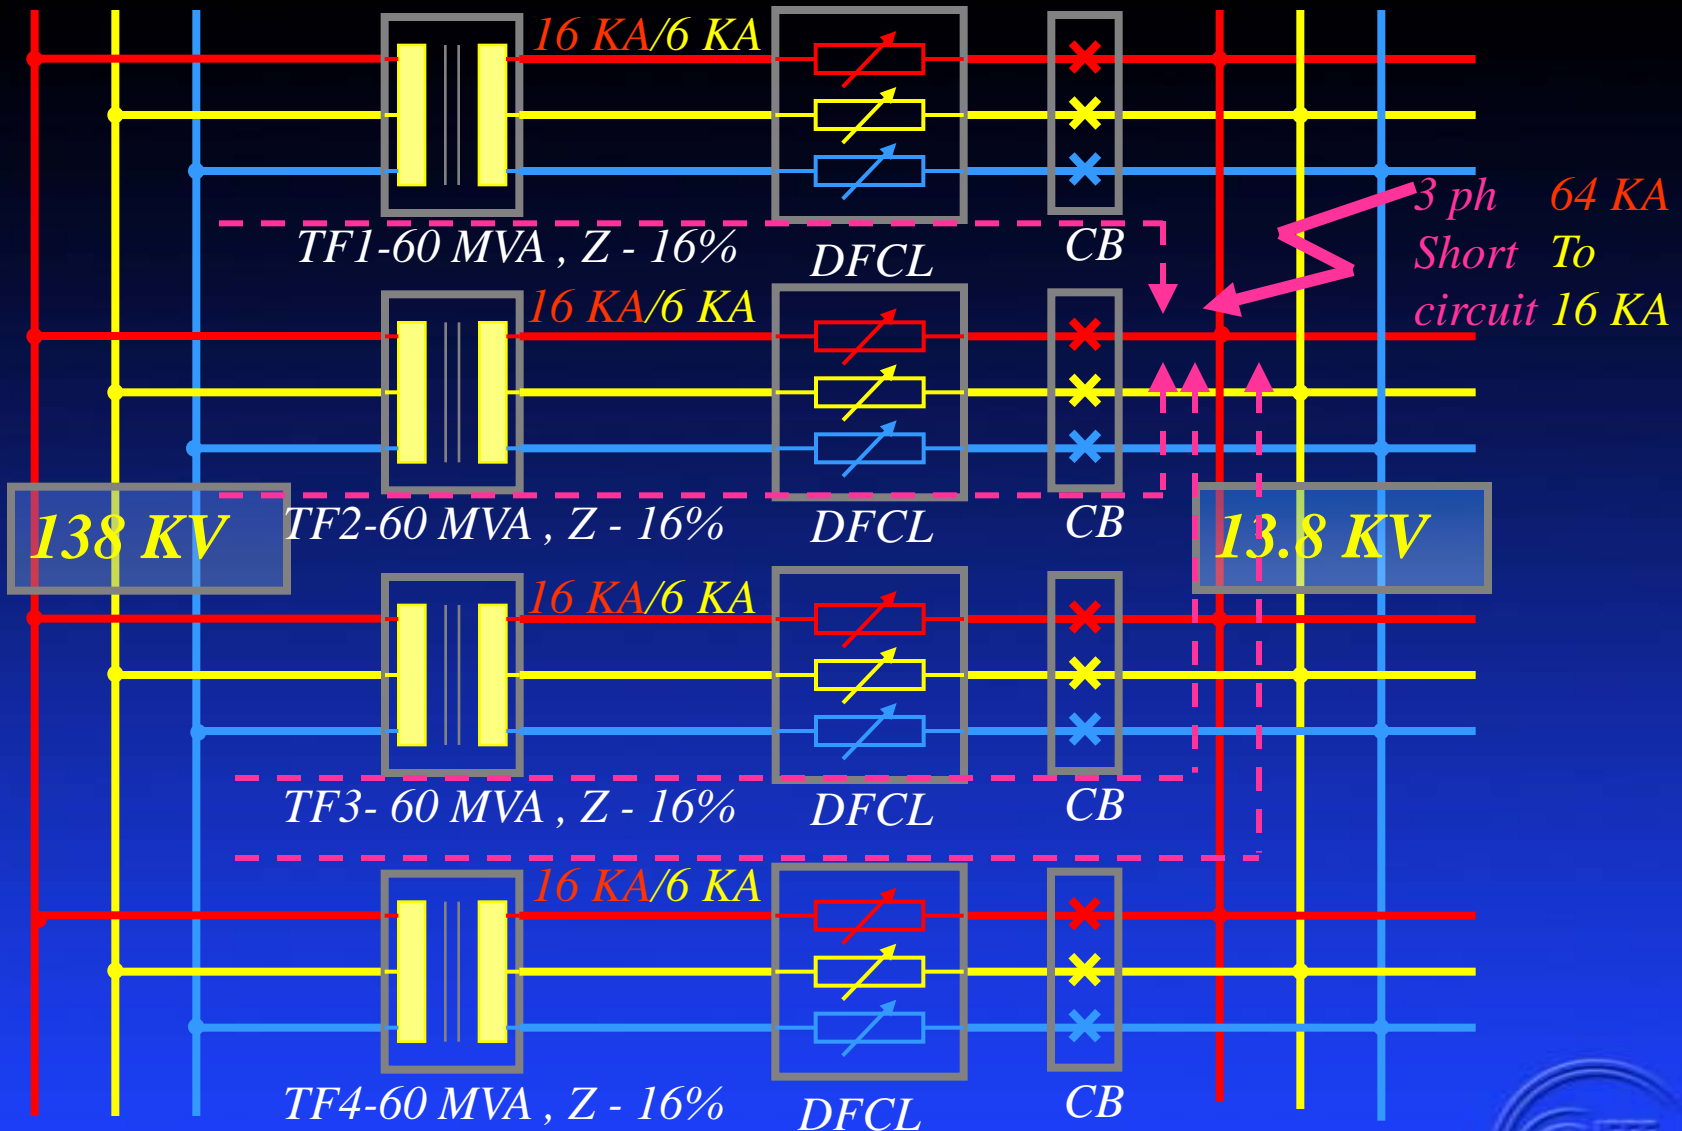 16 KA/6 KA
3 ph 64 KA
Short To
circuit 16 KA
TF1-60 MVA , Z - 16%
DFCL
CB
16 KA/6 KA
138 KV
TF2-60 MVA , Z - 16%
DFCL
CB
13.8 KV
16 KA/6 KA
TF3- 60 MVA , Z - 16%
DFCL
CB
16 KA/6 KA
TF4-60 MVA , Z - 16%
DFCL
CB